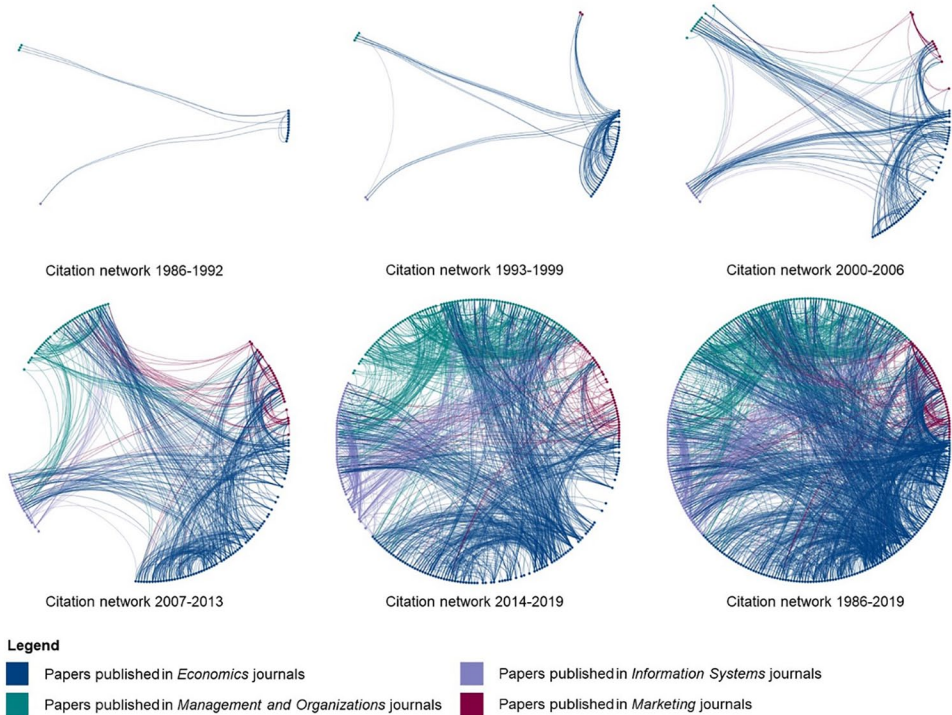 Citation network 1986-1992
Citation network 1993-1999
Citation network 2000-2006
Citation network 2007-2013
Citation network 2014-2019
Citation network 1986-2019
Legend
Papers published in Economics journals
Papers published in Information Systems journals
Papers published in Management and Organizations journals
Papers published in Marketing journals